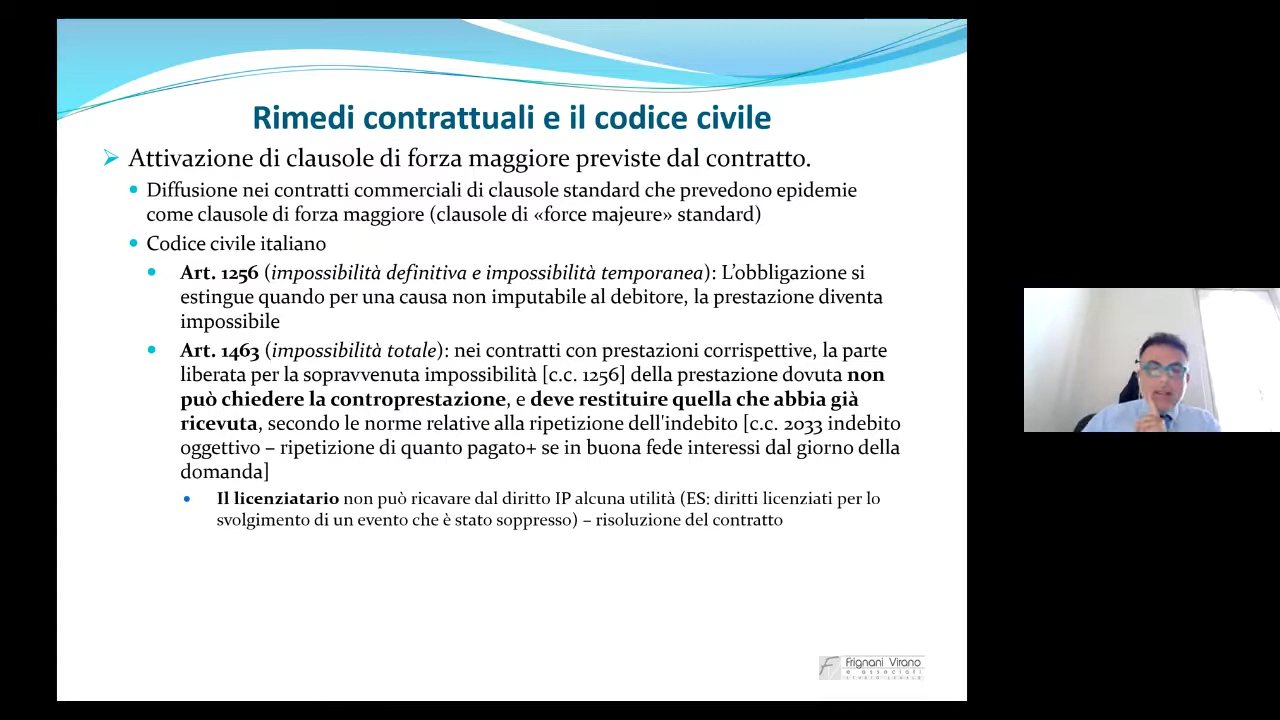 Rimedi contrattuali e il codice civile
Attivazione di clausole di forza maggiore previste dal contratto.
Diffusione nei contratti commerciali di clausole standard che prevedono epidemie
come clausole di forza maggiore (clausole di «force majeure» standard)
Codice civile italiano
Art. 1256 (impossibilità definitiva e impossibilità temporanea): L’obbligazione si
estingue quando per una causa non imputabile al debitore, la prestazione diventa
impossibile
Art. 1463 (impossibilità totale): nei contratti con prestazioni corrispettive, la parte
liberata per la sopravvenuta impossibilità [c.c. 1256] della prestazione dovuta non
può chiedere la controprestazione, e deve restituire quella che abbia già
ricevuta, secondo le norme relative alla ripetizione dell'indebito [c.c. 2033 indebito
oggettivo – ripetizione di quanto pagato+ se in buona fede interessi dal giorno della
domanda]
Il licenziatario non può ricavare dal diritto IP alcuna utilità (ES: diritti licenziati per lo
svolgimento di un evento che è stato soppresso) – risoluzione del contratto
Frignani Virano
e associati
STUDIO LEGALE